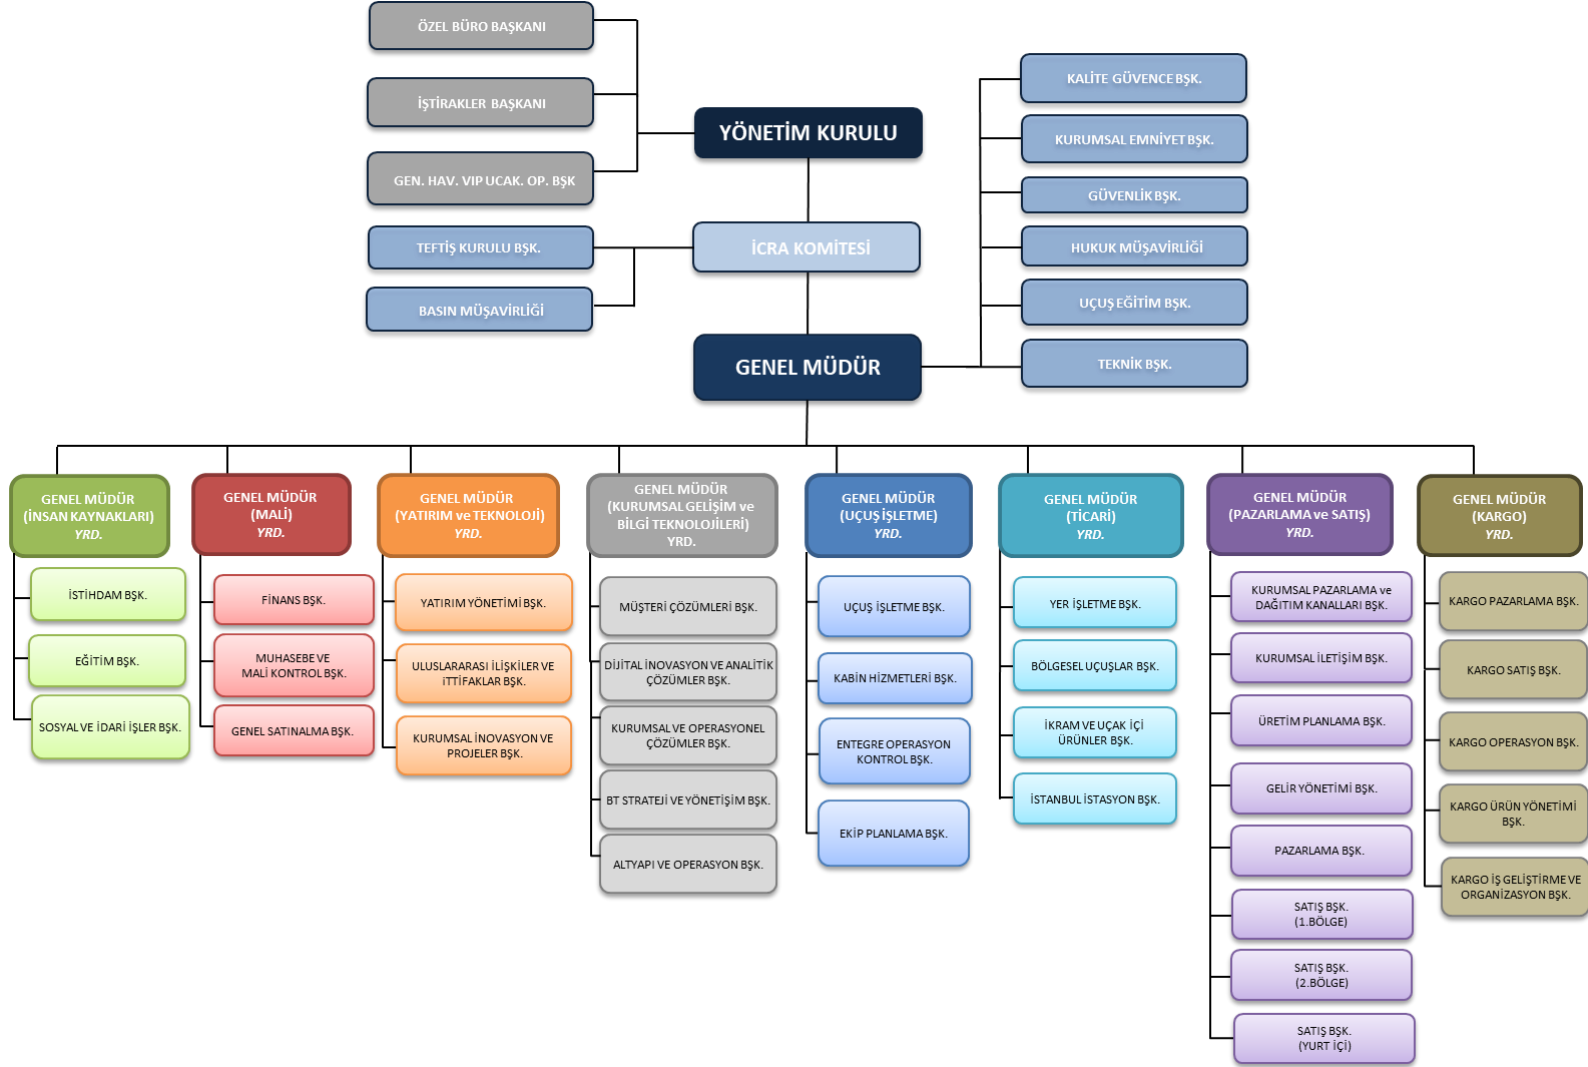 ÖZEL BÜRO BAŞKANI
İŞTİRAKLER BAŞKANI
GEN. HAV. VIP UCAK. OP. BŞK
YÖNETİM KURULU
İCRA KOMİTESİ
TEFTİŞ KURULU BŞK.
BASIN MÜŞAVİRLİĞİ
GENEL MÜDÜR
KALİTE GÜVENCE BŞK.
KURUMSAL EMNİYET BŞK.
GÜVENLİK BŞK.
HUKUK MÜŞAVİRLİĞİ
UÇUŞ EĞİTİM BŞK.
TEKNİK BŞK.
GENEL MÜDÜR
(İNSAN KAYNAKLARI)
YRD.
İSTİHDAM BŞK.
EĞİTİM BŞK.
SOSYAL VE İDARİ İŞLER BŞK.
GENEL MÜDÜR
(MALİ)
YRD.
FİNANS BŞK.
MUHASEBE VE
MALİ KONTROL BŞK.
GENEL SATINALMA BŞK.
GENEL MÜDÜR
(YATIRIM ve TEKNOLOJİ)
YRD.
YATIRIM YÖNETİMİ BŞK.
ULUSLARARASI İLİŞKİLER VE
iTTİFAKLAR BŞK.
KURUMSAL İNOVASYON VE
PROJELER BŞK.
GENEL MÜDÜR
(KURUMSAL GELİŞİM ve
BİLGİ TEKNOLOJİLERİ)
YRD.
MÜŞTERİ ÇÖZÜMLERİ BŞK.
DİJİTAL İNOVASYON VE ANALİTİK
ÇÖZÜMLER BŞK.
KURUMSAL VE OPERASYONEL
ÇÖZÜMLER BŞK.
BT STRATEJİ VE YÖNETİŞİM BŞK.
ALTYAPI VE OPERASYON BŞK.
GENEL MÜDÜR
(UÇUŞ İŞLETME)
YRD.
UÇUŞ İŞLETME BŞK.
KABİN HİZMETLERİ BŞK.
ENTEGRE OPERASYON
KONTROL BŞK.
EKİP PLANLAMA BŞK.
GENEL MÜDÜR
(TİCARİ)
YRD.
YER İŞLETME BŞK.
BÖLGESEL UÇUŞLAR BŞK.
İKRAM VE UÇAK İÇİ
ÜRÜNLER BŞK.
İSTANBUL İSTASYON BŞK.
GENEL MÜDÜR
(PAZARLAMA ve SATIŞ)
YRD.
KURUMSAL PAZARLAMA ve
DAĞITIM KANALLARI BŞK.
KURUMSAL İLETİŞİM BŞK.
ÜRETİM PLANLAMA BŞK.
GELİR YÖNETİMİ BŞK.
PAZARLAMA BŞK.
SATIŞ BŞK.
(1.BÖLGE)
SATIŞ BŞK.
(2.BÖLGE)
SATIŞ BŞK.
(YURT İÇİ)
GENEL MÜDÜR
(KARGO)
YRD.
KARGO PAZARLAMA BŞK.
KARGO SATIŞ BŞK.
KARGO OPERASYON BŞK.
KARGO ÜRÜN YÖNETİMİ
BŞK.
KARGO İŞ GELİŞTİRME VE
ORGANİZASYON BŞK.